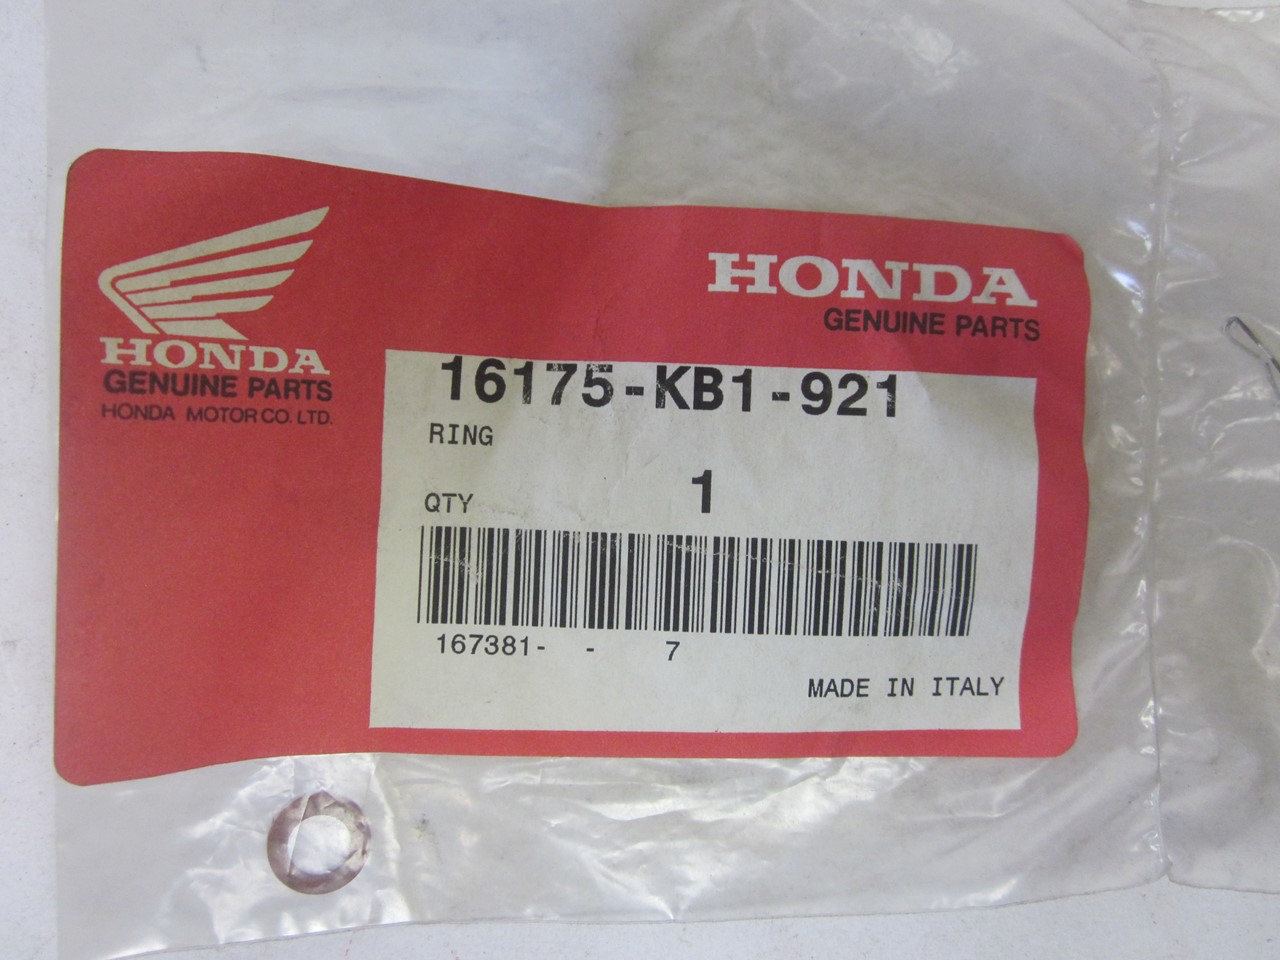 HONDA
GENUINE PARTS
HONDA MOTOR CO. LTD.
HONDA
GENUINE PARTS
16175-KB1-921
RING
QTY 1
167381- - 7
MADE IN ITALY